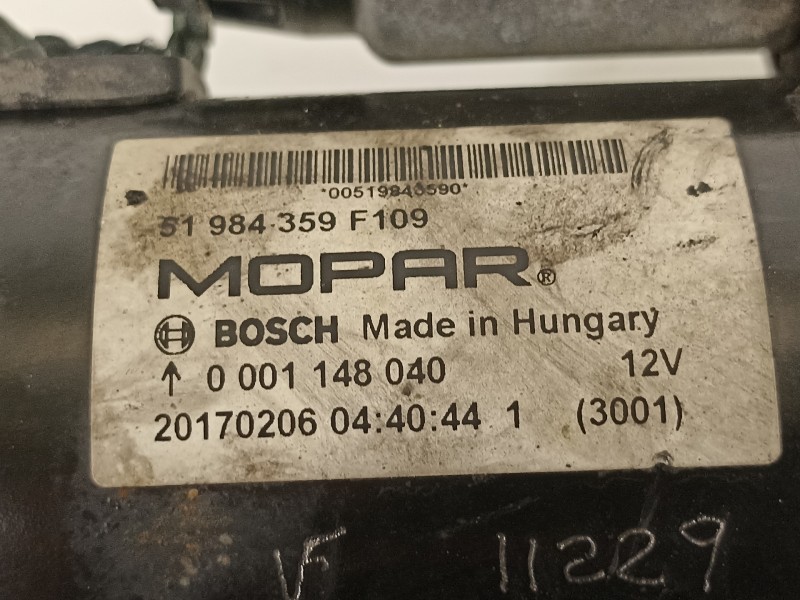 *00519843590*
51 984 359 F109
MOPAR®
BOSCH Made in Hungary
↑ 0 001 148 040 12V
20170206 04:40:44 1 (3001)
VF 11229